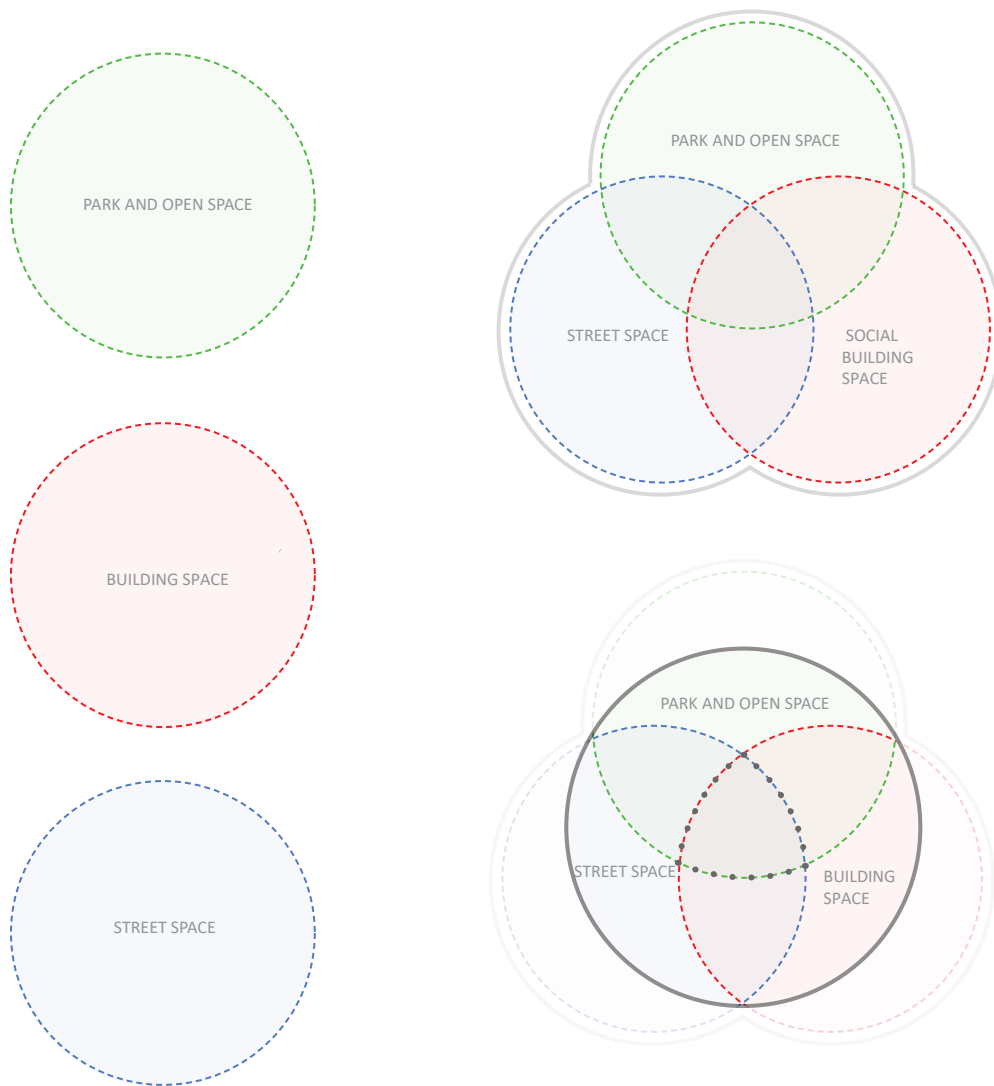 PARK AND OPEN SPACE
BUILDING SPACE
STREET SPACE
PARK AND OPEN SPACE
STREET SPACE
SOCIAL
BUILDING
SPACE
PARK AND OPEN SPACE
STREET SPACE
BUILDING
SPACE